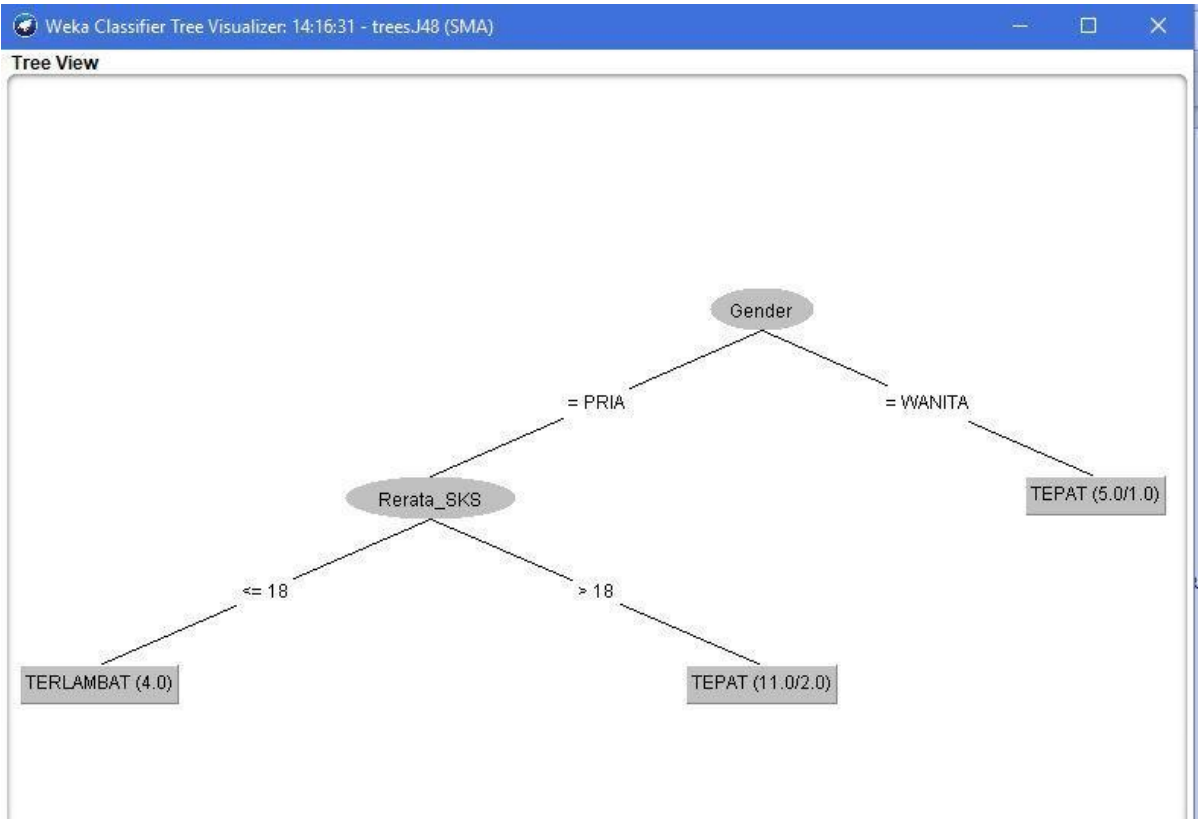 Weka Classifier Tree Visualizer: 14:16:31 - trees.J48 (SMA)
Tree View
Gender
= PRIA
= WANITA
Rerata_SKS
TEPAT (5.0/1.0)
<= 18
> 18
TERLAMBAT (4.0)
TEPAT (11.0/2.0)